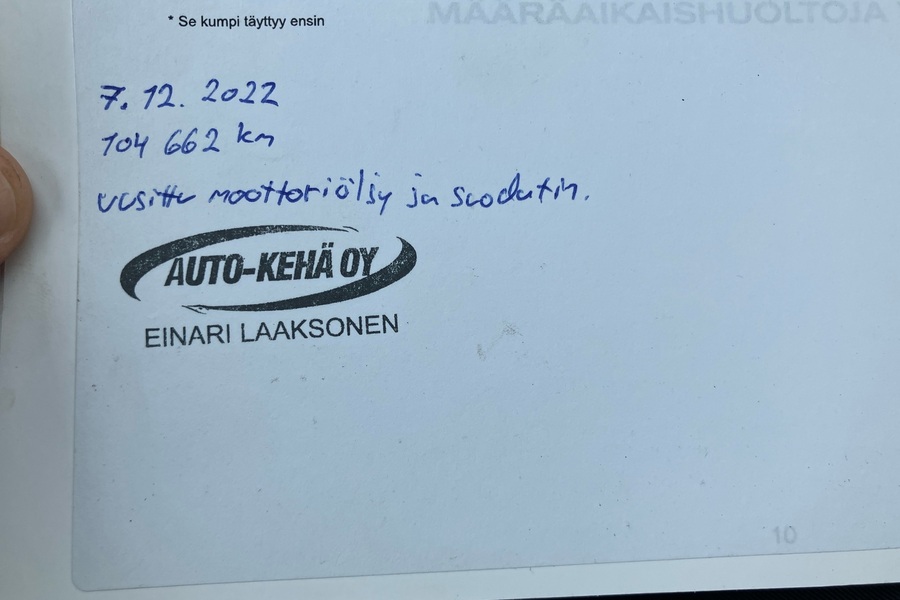 * Se kumpi täyttyy ensin
MÄÄRÄAIKAISHUOLTOJA
7.12.2022
104 662 km
uusittu moottoriöljy ja suodatin.
AUTO-KEHÄ OY
EINARI LAAKSONEN
10